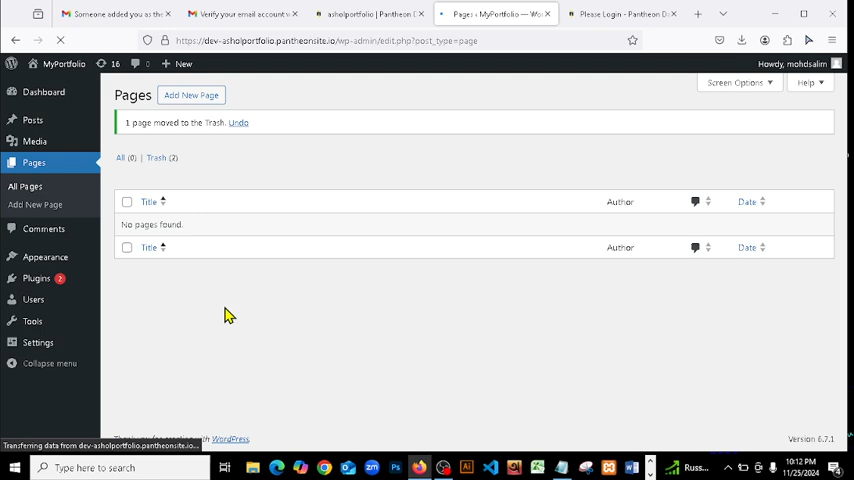 Someone added you as the
Verify your email account w
asholportfolio | Pantheon D
Pages ‹ MyPortfolio — Wor
Please Login - Pantheon Da
https://dev-asholportfolio.pantheonsite.io/wp-admin/edit.php?post_type=page
MyPortfolio
16
0
New
Howdy, mohdsalim
Dashboard
Posts
Media
Pages
All Pages
Add New Page
Comments
Appearance
Plugins 2
Users
Tools
Settings
Collapse menu
Pages
Add New Page
Screen Options
Help
1 page moved to the Trash. Undo
All (0) | Trash (2)
Title
Author
Date
No pages found.
Title
Author
Date
WordPress.
Version 6.7.1
Transferring data from dev-asholportfolio.pantheonsite.io...
Type here to search
Russ...
10:12 PM
11/25/2024
4